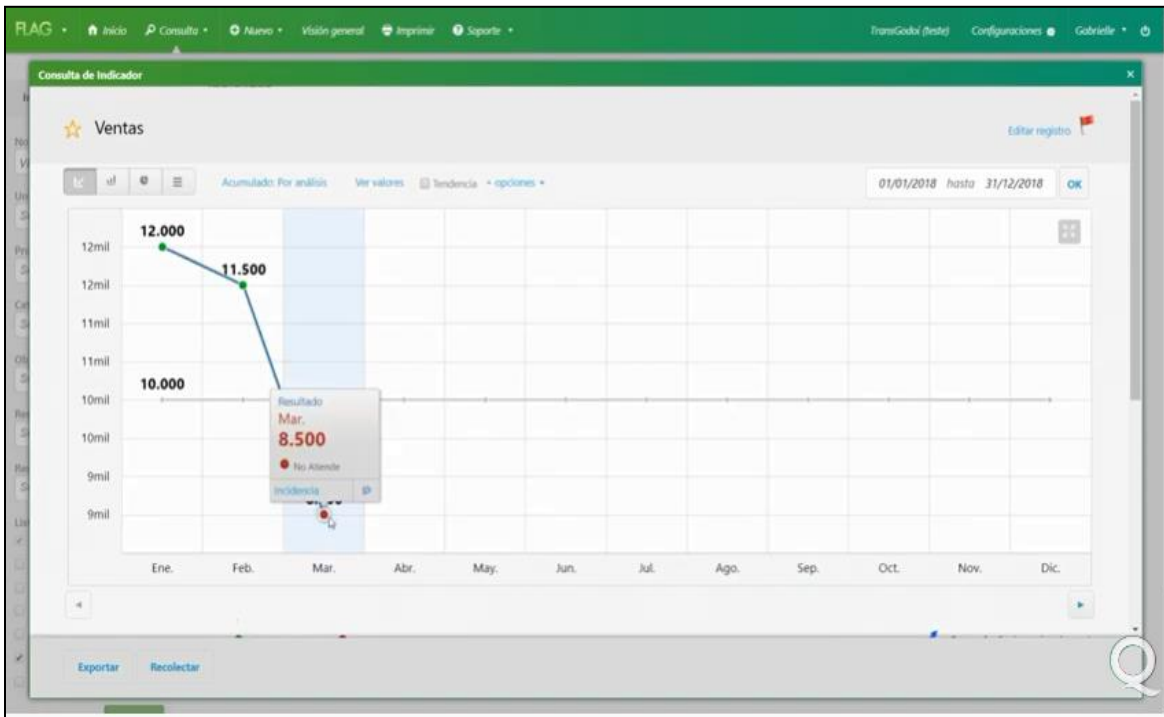 FLAG Inicio Consulta Nuevo Visión general Imprimir Soporte TransGodoi (teste) Configuraciones Gabrielle
Consulta de Indicador
Ventas
Editar registro
Acumulado: Por análisis Ver valores Tendencia + opciones
01/01/2018 hasta 31/12/2018 OK
12.000
12mil
11.500
12mil
11mil
11mil
10.000
10mil
Resultado
Mar.
8.500
No Atende
Incidencia
10mil
9mil
9mil
Ene. Feb. Mar. Abr. May. Jun. Jul. Ago. Sep. Oct. Nov. Dic.
Exportar Recolectar
Q